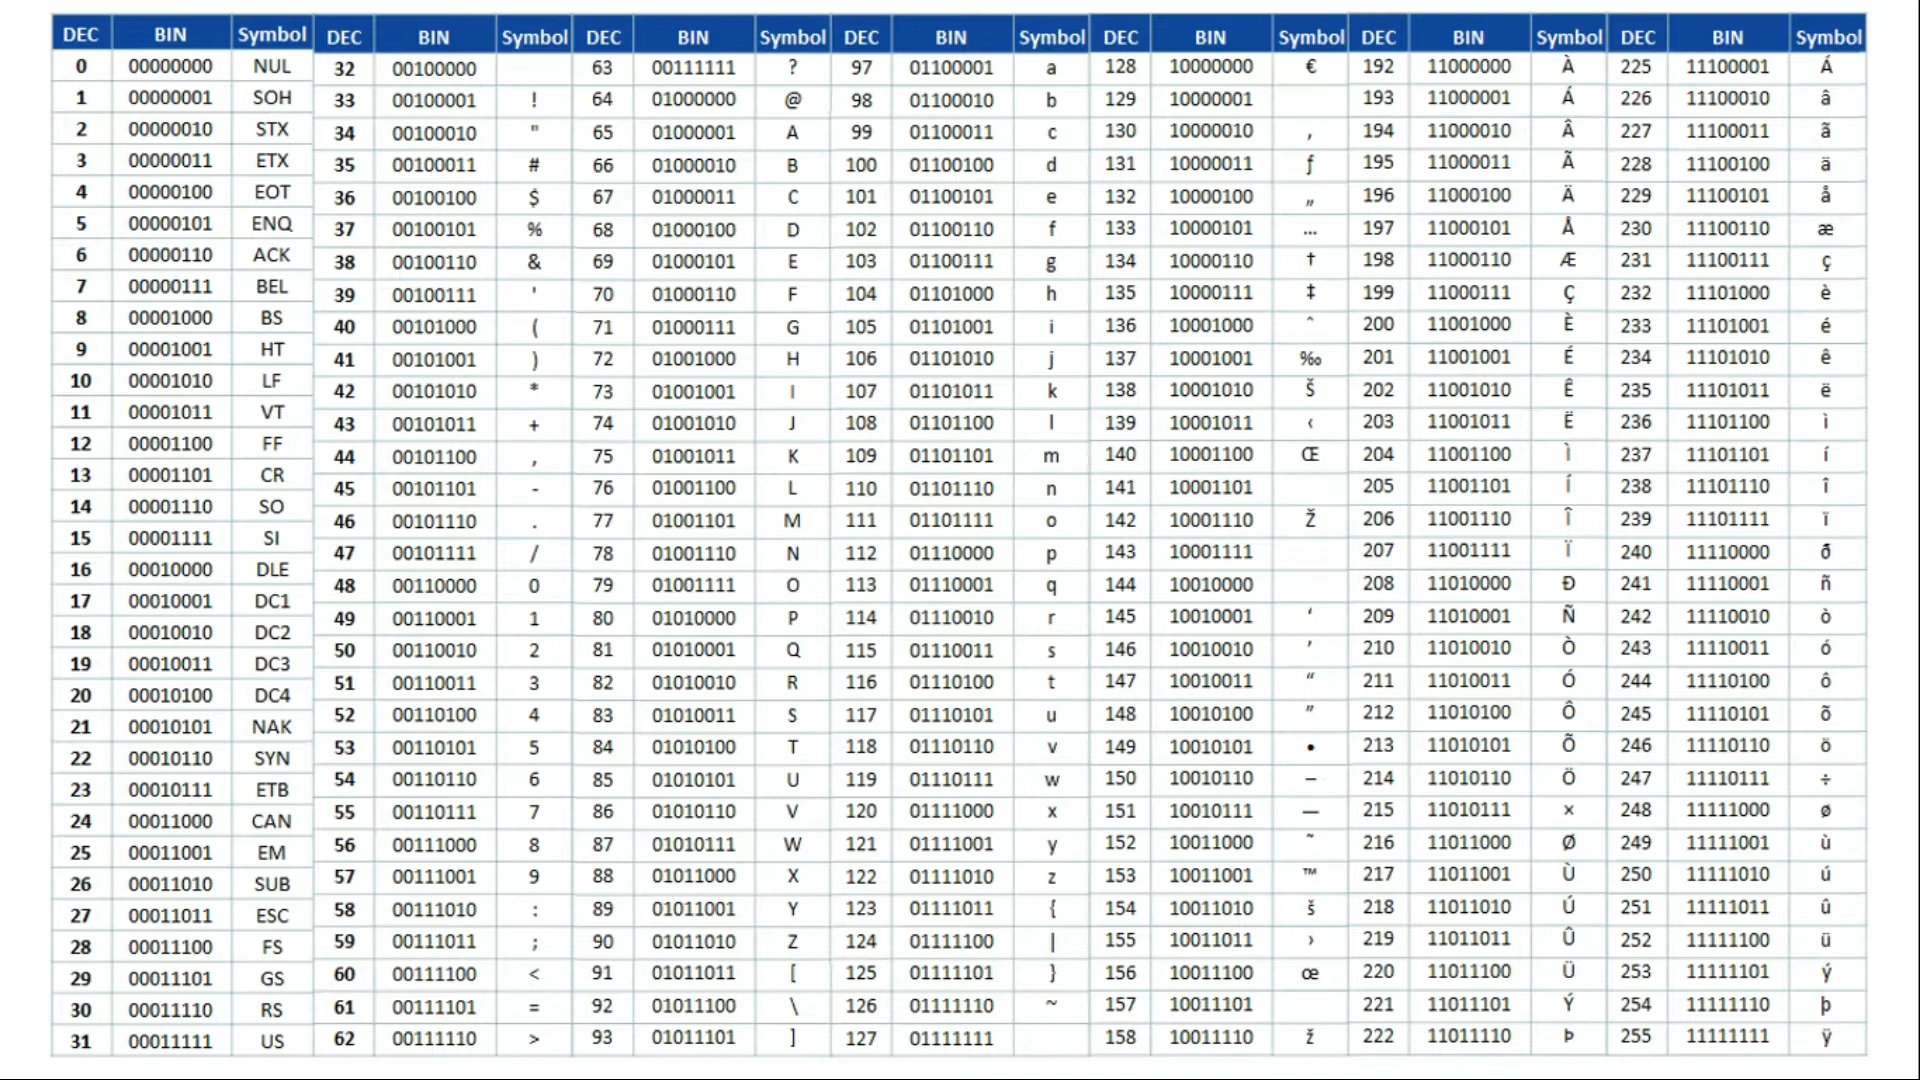 DEC BIN Symbol DEC BIN Symbol DEC BIN Symbol DEC BIN Symbol DEC BIN Symbol DEC BIN Symbol DEC BIN Symbol
0 00000000 NUL 32 00100000 63 00111111 ? 97 01100001 a 128 10000000 € 192 11000000 À 225 11100001 Á
1 00000001 SOH 33 00100001 ! 64 01000000 @ 98 01100010 b 129 10000001 193 11000001 Á 226 11100010 â
2 00000010 STX 34 00100010 " 65 01000001 A 99 01100011 c 130 10000010 ‚ 194 11000010 Â 227 11100011 ã
3 00000011 ETX 35 00100011 # 66 01000010 B 100 01100100 d 131 10000011 ƒ 195 11000011 Ã 228 11100100 ä
4 00000100 EOT 36 00100100 $ 67 01000011 C 101 01100101 e 132 10000100 „ 196 11000100 Ä 229 11100101 å
5 00000101 ENQ 37 00100101 % 68 01000100 D 102 01100110 f 133 10000101 … 197 11000101 Å 230 11100110 æ
6 00000110 ACK 38 00100110 & 69 01000101 E 103 01100111 g 134 10000110 † 198 11000110 Æ 231 11100111 ç
7 00000111 BEL 39 00100111 ' 70 01000110 F 104 01101000 h 135 10000111 ‡ 199 11000111 Ç 232 11101000 è
8 00001000 BS 40 00101000 ( 71 01000111 G 105 01101001 i 136 10001000 ˆ 200 11001000 È 233 11101001 é
9 00001001 HT 41 00101001 ) 72 01001000 H 106 01101010 j 137 10001001 ‰ 201 11001001 É 234 11101010 ê
10 00001010 LF 42 00101010 * 73 01001001 I 107 01101011 k 138 10001010 Š 202 11001010 Ê 235 11101011 ë
11 00001011 VT 43 00101011 + 74 01001010 J 108 01101100 l 139 10001011 ‹ 203 11001011 Ë 236 11101100 ì
12 00001100 FF 44 00101100 , 75 01001011 K 109 01101101 m 140 10001100 Œ 204 11001100 Ì 237 11101101 í
13 00001101 CR 45 00101101 - 76 01001100 L 110 01101110 n 141 10001101 205 11001101 Í 238 11101110 î
14 00001110 SO 46 00101110 . 77 01001101 M 111 01101111 o 142 10001110 Ž 206 11001110 Î 239 11101111 ï
15 00001111 SI 47 00101111 / 78 01001110 N 112 01110000 p 143 10001111 207 11001111 Ï 240 11110000 ð
16 00010000 DLE 48 00110000 0 79 01001111 O 113 01110001 q 144 10010000 208 11010000 Ð 241 11110001 ñ
17 00010001 DC1 49 00110001 1 80 01010000 P 114 01110010 r 145 10010001 ‘ 209 11010001 Ñ 242 11110010 ò
18 00010010 DC2 50 00110010 2 81 01010001 Q 115 01110011 s 146 10010010 ’ 210 11010010 Ò 243 11110011 ó
19 00010011 DC3 51 00110011 3 82 01010010 R 116 01110100 t 147 10010011 “ 211 11010011 Ó 244 11110100 ô
20 00010100 DC4 52 00110100 4 83 01010011 S 117 01110101 u 148 10010100 ” 212 11010100 Ô 245 11110101 õ
21 00010101 NAK 53 00110101 5 84 01010100 T 118 01110110 v 149 10010101 • 213 11010101 Õ 246 11110110 ö
22 00010110 SYN 54 00110110 6 85 01010101 U 119 01110111 w 150 10010110 – 214 11010110 Ö 247 11110111 ÷
23 00010111 ETB 55 00110111 7 86 01010110 V 120 01111000 x 151 10010111 — 215 11010111 × 248 11111000 ø
24 00011000 CAN 56 00111000 8 87 01010111 W 121 01111001 y 152 10011000 ˜ 216 11011000 Ø 249 11111001 ù
25 00011001 EM 57 00111001 9 88 01011000 X 122 01111010 z 153 10011001 ™ 217 11011001 Ù 250 11111010 ú
26 00011010 SUB 58 00111010 : 89 01011001 Y 123 01111011 { 154 10011010 š 218 11011010 Ú 251 11111011 û
27 00011011 ESC 59 00111011 ; 90 01011010 Z 124 01111100 | 155 10011011 › 219 11011011 Û 252 11111100 ü
28 00011100 FS 60 00111100 < 91 01011011 [ 125 01111101 } 156 10011100 œ 220 11011100 Ü 253 11111101 ý
29 00011101 GS 61 00111101 = 92 01011100 \ 126 01111110 ~ 157 10011101 221 11011101 Ý 254 11111110 þ
30 00011110 RS 62 00111110 > 93 01011101 ] 127 01111111 158 10011110 ž 222 11011110 Þ 255 11111111 ÿ
31 00011111 US